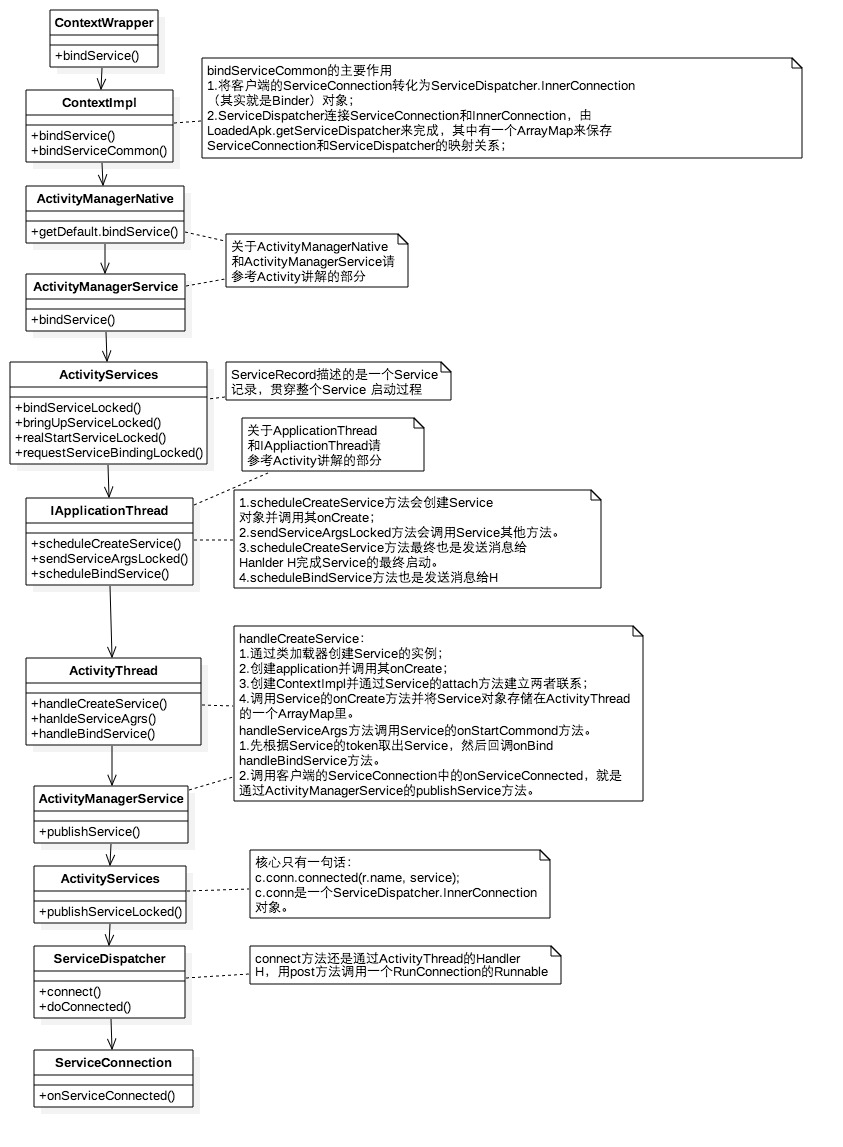 ContextWrapper
+bindService()
ContextImpl
+bindService()
+bindServiceCommon()
bindServiceCommon的主要作用
1.将客户端的ServiceConnection转化为ServiceDispatcher.InnerConnection
（其实就是Binder）对象；
2.ServiceDispatcher连接ServiceConnection和InnerConnection，由
LoadedApk.getServiceDispatcher来完成，其中有一个ArrayMap来保存
ServiceConnection和ServiceDispatcher的映射关系；
ActivityManagerNative
+getDefault.bindService()
关于ActivityManagerNative
和ActivityManagerService请
参考Activity讲解的部分
ActivityManagerService
+bindService()
ActivityServices
+bindServiceLocked()
+bringUpServiceLocked()
+realStartServiceLocked()
+requestServiceBindingLocked()
ServiceRecord描述的是一个Service
记录，贯穿整个Service 启动过程
关于ApplicationThread
和IAppliactionThread请
参考Activity讲解的部分
IApplicationThread
+scheduleCreateService()
+sendServiceArgsLocked()
+scheduleBindService()
1.scheduleCreateService方法会创建Service
对象并调用其onCreate；
2.sendServiceArgsLocked方法会调用Service其他方法。
3.scheduleCreateService方法最终也是发送消息给
Hanlder H完成Service的最终启动。
4.scheduleBindService方法也是发送消息给H
ActivityThread
+handleCreateService()
+hanldeServiceAgrs()
+handleBindService()
handleCreateService：
1.通过类加载器创建Service的实例；
2.创建application并调用其onCreate；
3.创建ContextImpl并通过Service的attach方法建立两者联系；
4.调用Service的onCreate方法并将Service对象存储在ActivityThread
的一个ArrayMap里。
handleServiceArgs方法调用Service的onStartCommond方法。
1.先根据Service的token取出Service，然后回调onBind
handleBindService方法。
2.调用客户端的ServiceConnection中的onServiceConnected，就是
通过ActivityManagerService的publishService方法。
ActivityManagerService
+publishService()
ActivityServices
+publishServiceLocked()
核心只有一句话：
c.conn.connected(r.name, service);
c.conn是一个ServiceDispatcher.InnerConnection
对象。
ServiceDispatcher
+connect()
+doConnected()
connect方法还是通过ActivityThread的Handler
H，用post方法调用一个RunConnection的Runnable
ServiceConnection
+onServiceConnected()